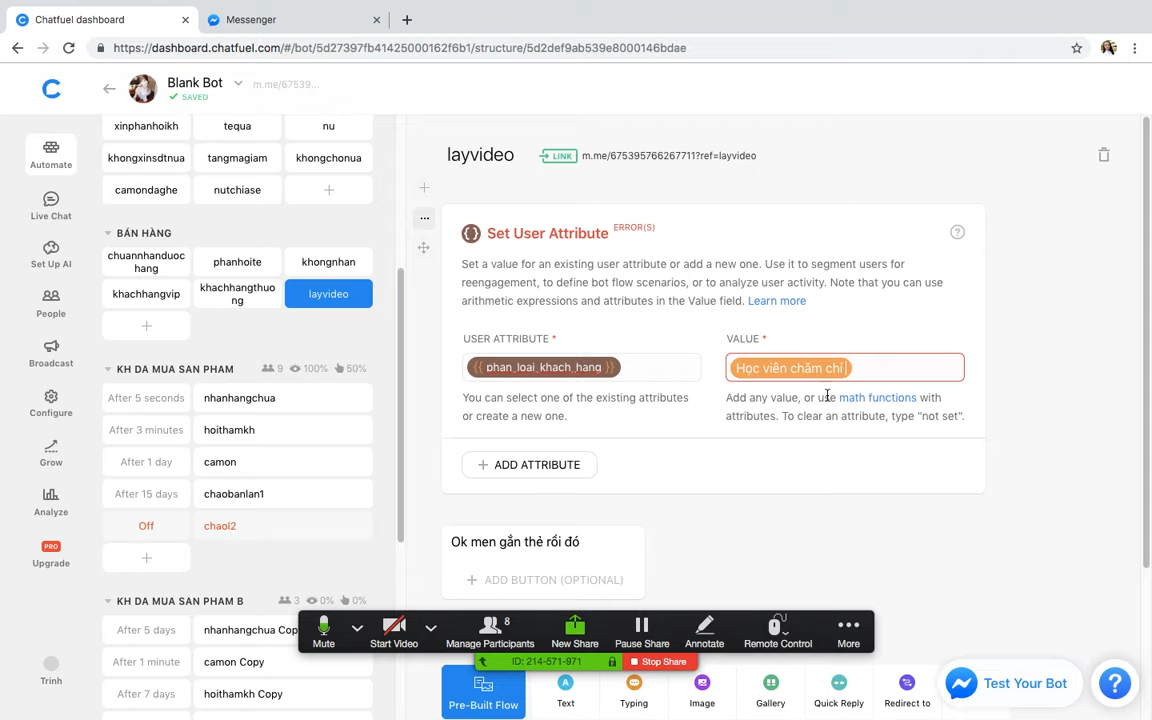 Chatfuel dashboard
Messenger
https://dashboard.chatfuel.com/#/bot/5d27397fb41425000162f6b1/structure/5d2def9ab539e8000146bdae
Blank Bot
m.me/67539...
SAVED
Automate
Live Chat
Set Up AI
People
Broadcast
Configure
Grow
Analyze
PRO
Upgrade
Trinh
xinphanhoikh
tequa
nu
khongxinsdtnua
tangmagiam
khongchonua
camondaghe
nutchiase
BÁN HÀNG
chuannhanduoc
hang
phanhoite
khongnhan
khachhangvip
khachhangthuo
ng
layvideo
KH DA MUA SAN PHAM
9
100%
50%
After 5 seconds
nhanhangchua
After 3 minutes
hoithamkh
After 1 day
camon
After 15 days
chaobanlan1
Off
chaol2
KH DA MUA SAN PHAM B
3
0%
0%
After 5 days
nhanhangchua Cop
After 1 minute
camon Copy
After 7 days
hoithamkh Copy
layvideo
LINK
m.me/675395766267711?ref=layvideo
Set User Attribute ERROR(S)
Set a value for an existing user attribute or add a new one. Use it to segment users for
reengagement, to define bot flow scenarios, or to analyze user activity. Note that you can use
arithmetic expressions and attributes in the Value field. Learn more
USER ATTRIBUTE *
VALUE *
{{ phan_loai_khach_hang }}
Học viên chăm chỉ
You can select one of the existing attributes
or create a new one.
Add any value, or use math functions with
attributes. To clear an attribute, type "not set".
ADD ATTRIBUTE
Ok men gắn thẻ rồi đó
ADD BUTTON (OPTIONAL)
Mute
Start Video
8
Manage Participants
New Share
Pause Share
Annotate
Remote Control
More
ID: 214-571-971
Stop Share
Pre-Built Flow
Text
Typing
Image
Gallery
Quick Reply
Redirect to
Test Your Bot